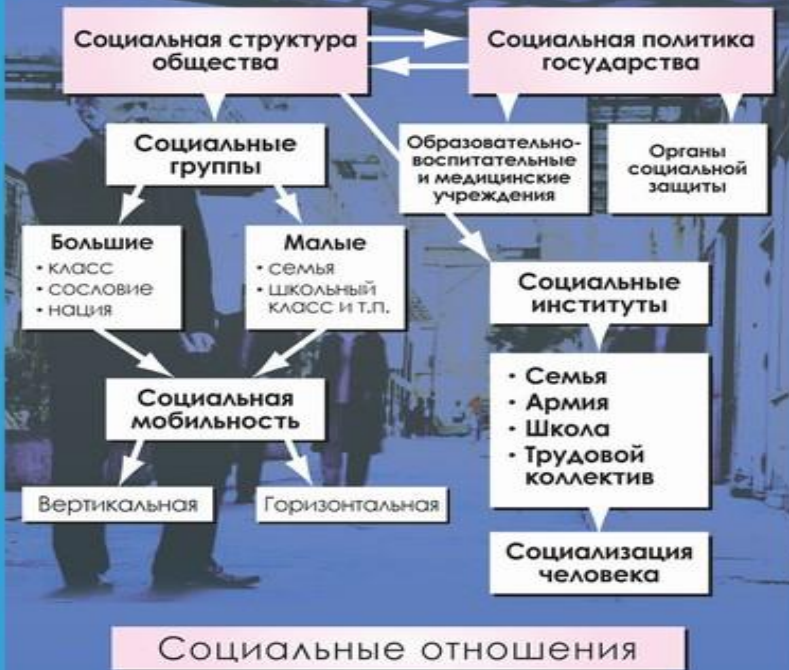 Социальная структура
общества
Социальная политика
государства
Социальные
группы
Образовательно-
воспитательные
и медицинские
учреждения
Органы
социальной
защиты
Большие
• класс
• сословие
• нация
Малые
• семья
• школьный
класс и т.п.
Социальные
институты
Социальная
мобильность
• Семья
• Армия
• Школа
• Трудовой
коллектив
Вертикальная
Горизонтальная
Социализация
человека
Социальные отношения